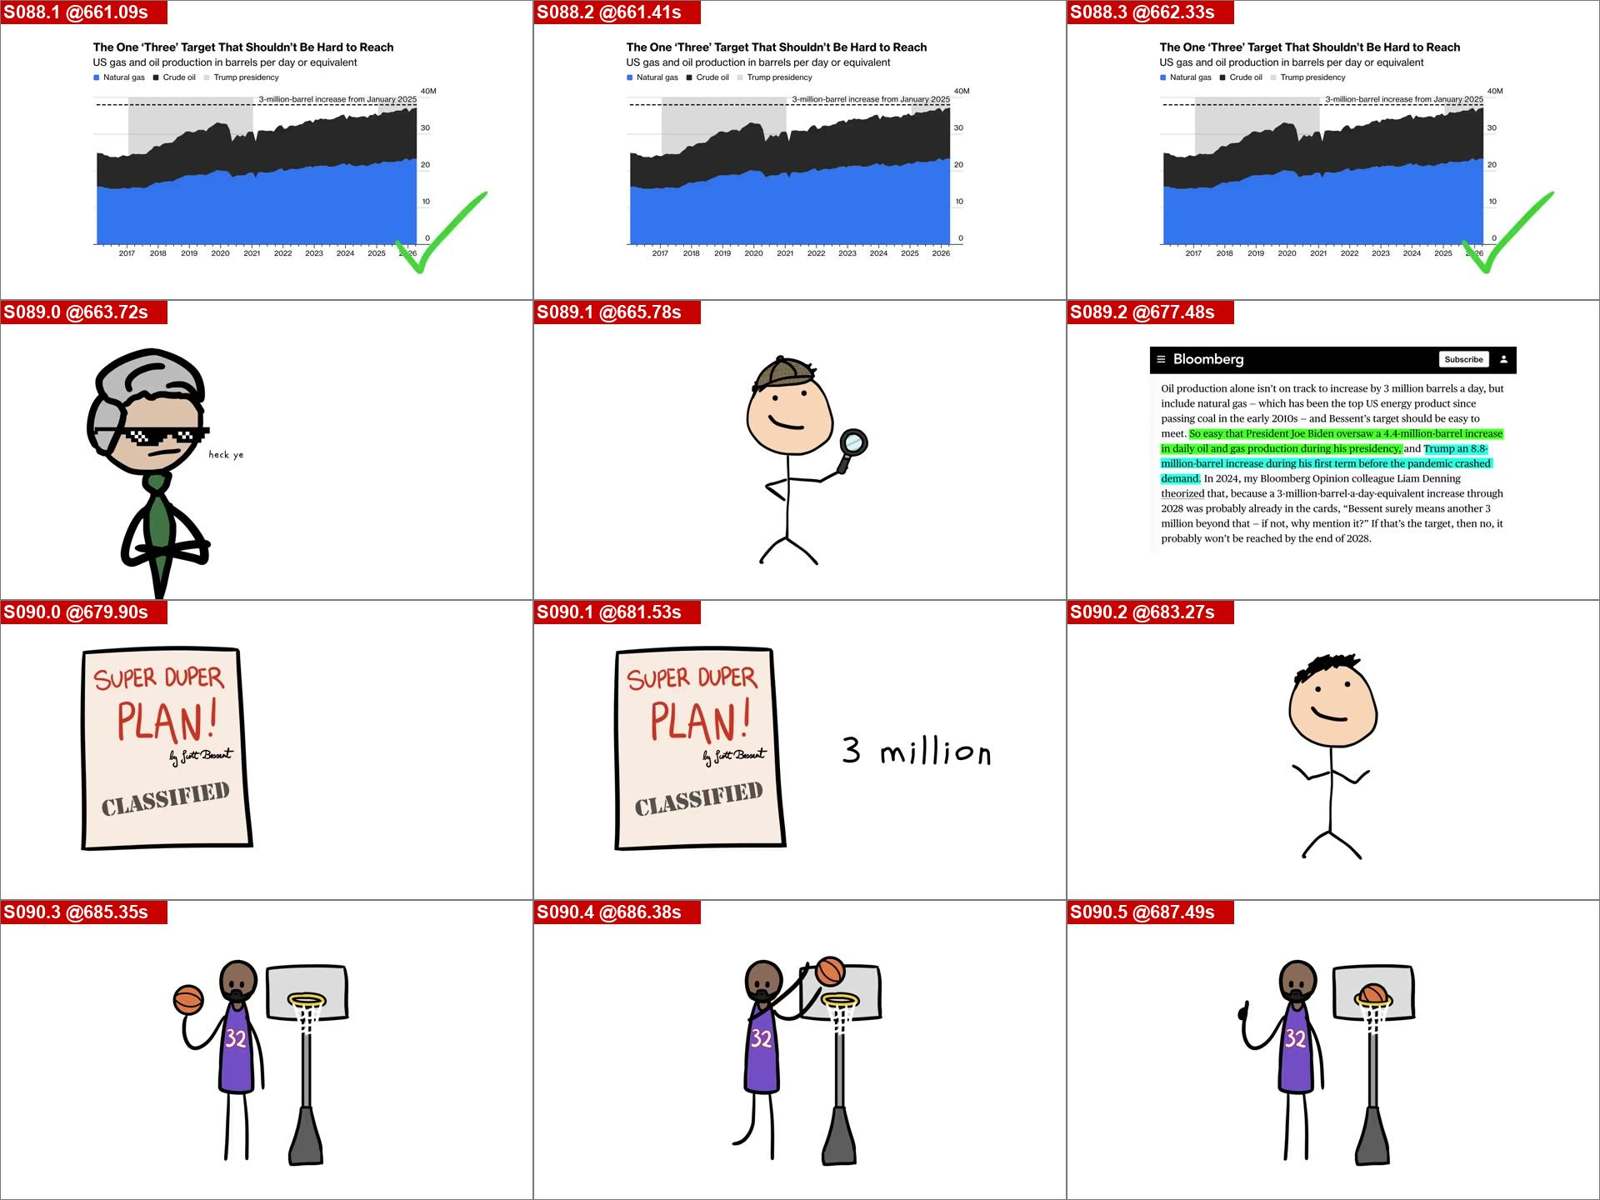 S088.1 @661.09s
The One ‘Three’ Target That Shouldn’t Be Hard to Reach
US gas and oil production in barrels per day or equivalent
Natural gas Crude oil Trump presidency
40M
3-million-barrel increase from January 2025
30
20
10
0
2017 2018 2019 2020 2021 2022 2023 2024 2025 2026
S088.2 @661.41s
The One ‘Three’ Target That Shouldn’t Be Hard to Reach
US gas and oil production in barrels per day or equivalent
Natural gas Crude oil Trump presidency
40M
3-million-barrel increase from January 2025
30
20
10
0
2017 2018 2019 2020 2021 2022 2023 2024 2025 2026
S088.3 @662.33s
The One ‘Three’ Target That Shouldn’t Be Hard to Reach
US gas and oil production in barrels per day or equivalent
Natural gas Crude oil Trump presidency
40M
3-million-barrel increase from January 2025
30
20
10
0
2017 2018 2019 2020 2021 2022 2023 2024 2025 2026
S089.0 @663.72s
heck ye
S089.1 @665.78s
S089.2 @677.48s
Bloomberg
Subscribe
Oil production alone isn’t on track to increase by 3 million barrels a day, but
include natural gas – which has been the top US energy product since
passing coal in the early 2010s – and Bessent’s target should be easy to
meet. So easy that President Joe Biden oversaw a 4.4-million-barrel increase
in daily oil and gas production during his presidency, and Trump an 8.8-
million-barrel increase during his first term before the pandemic crashed
demand. In 2024, my Bloomberg Opinion colleague Liam Denning
theorized that, because a 3-million-barrel-a-day-equivalent increase through
2028 was probably already in the cards, “Bessent surely means another 3
million beyond that – if not, why mention it?” If that’s the target, then no, it
probably won’t be reached by the end of 2028.
S090.0 @679.90s
SUPER DUPER
PLAN!
by Scott Bessent
CLASSIFIED
S090.1 @681.53s
SUPER DUPER
PLAN!
by Scott Bessent
CLASSIFIED
3 million
S090.2 @683.27s
S090.3 @685.35s
32
S090.4 @686.38s
32
S090.5 @687.49s
32